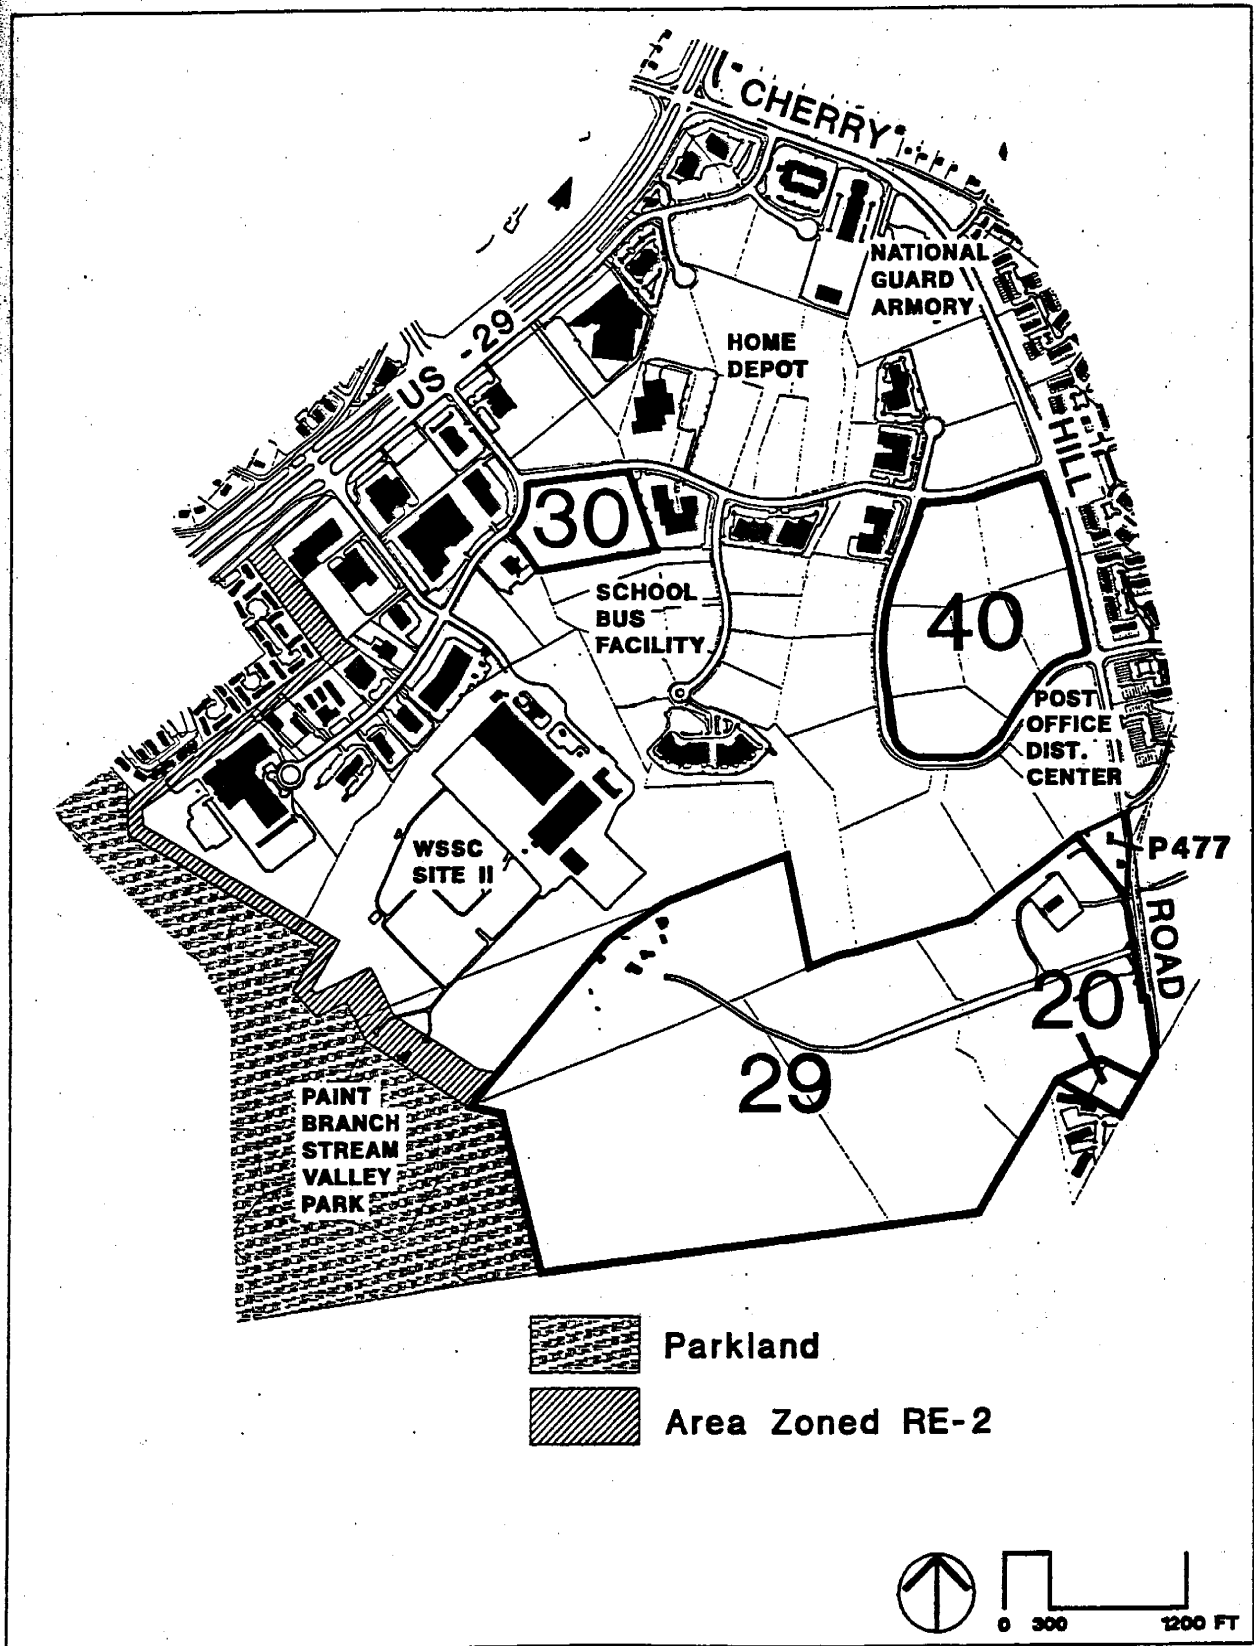 CHERRY
NATIONAL
GUARD
ARMORY
US - 29
HOME
DEPOT
HILL
30
SCHOOL
BUS
FACILITY
40
POST
OFFICE
DIST.
CENTER
WSSC
SITE II
P477
ROAD
20
29
PAINT
BRANCH
STREAM
VALLEY
PARK
Parkland
Area Zoned RE-2
0 300 1200 FT